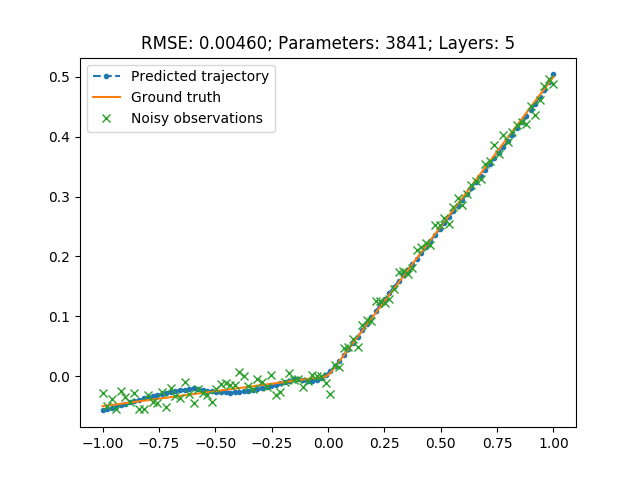 RMSE: 0.00460; Parameters: 3841; Layers: 5
Predicted trajectory
Ground truth
Noisy observations
0.5
0.4
0.3
0.2
0.1
0.0
−1.00 −0.75 −0.50 −0.25 0.00 0.25 0.50 0.75 1.00